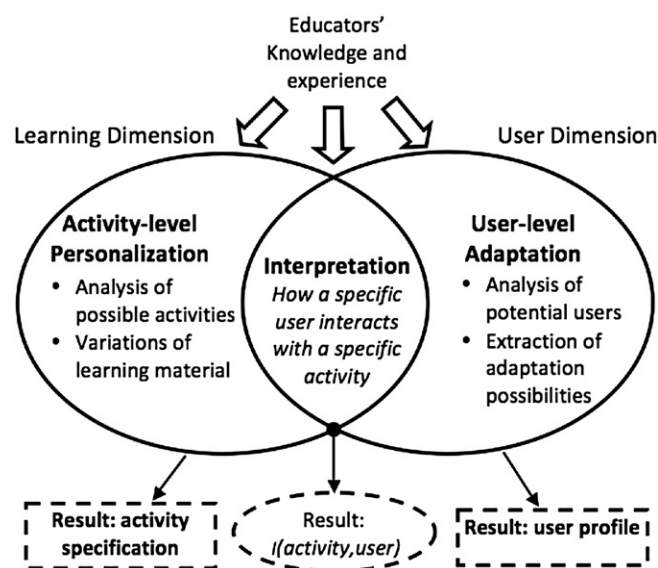 Educators’
Knowledge and
experience
Learning Dimension
User Dimension
Activity-level
Personalization
• Analysis of
possible activities
• Variations of
learning material
Interpretation
How a specific
user interacts
with a specific
activity
User-level
Adaptation
• Analysis of
potential users
• Extraction of
adaptation
possibilities
Result: activity
specification
Result:
I(activity,user)
Result: user profile